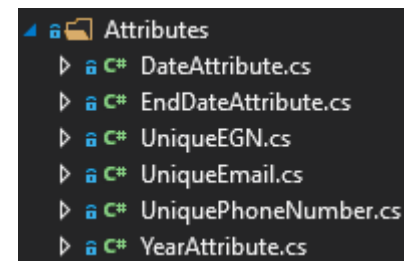 Attributes
C# DateAttribute.cs
C# EndDateAttribute.cs
C# UniqueEGN.cs
C# UniqueEmail.cs
C# UniquePhoneNumber.cs
C# YearAttribute.cs